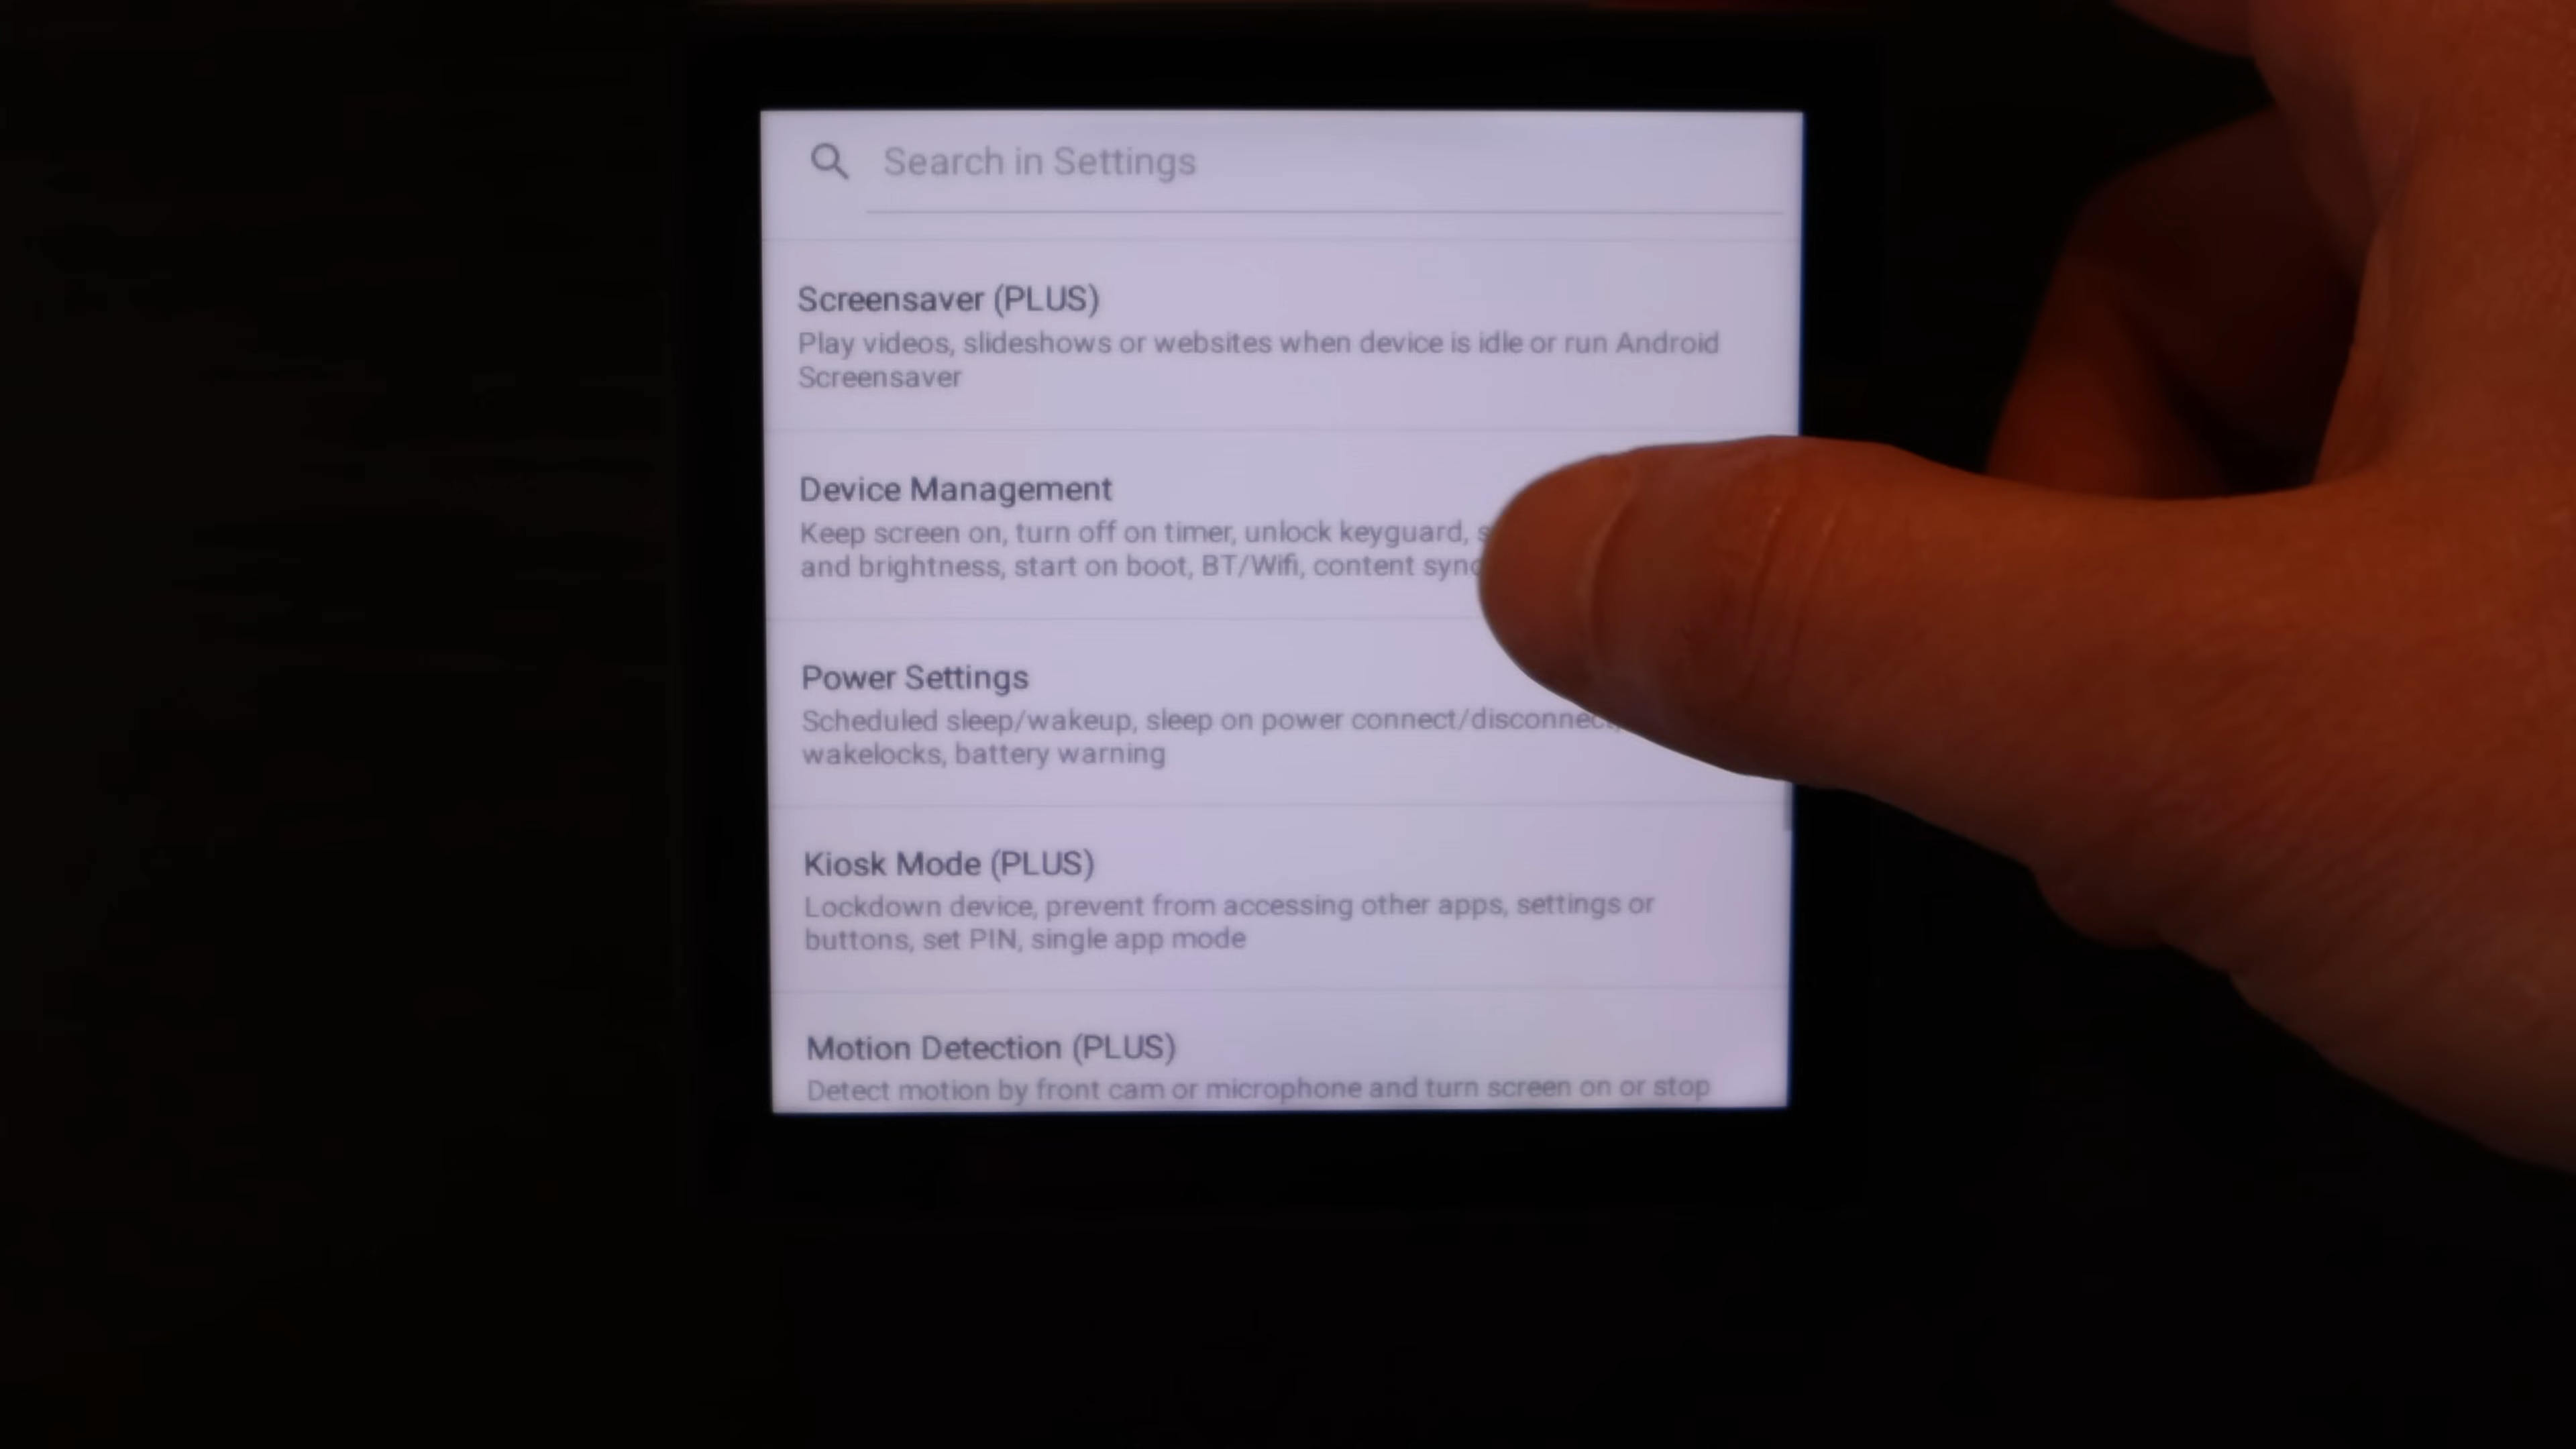 Search in Settings
Screensaver (PLUS)
Play videos, slideshows or websites when device is idle or run Android
Screensaver
Device Management
Keep screen on, turn off on timer, unlock keyguard,
and brightness, start on boot, BT/Wifi, content sync
Power Settings
Scheduled sleep/wakeup, sleep on power connect/disconnect,
wakelocks, battery warning
Kiosk Mode (PLUS)
Lockdown device, prevent from accessing other apps, settings or
buttons, set PIN, single app mode
Motion Detection (PLUS)
Detect motion by front cam or microphone and turn screen on or stop